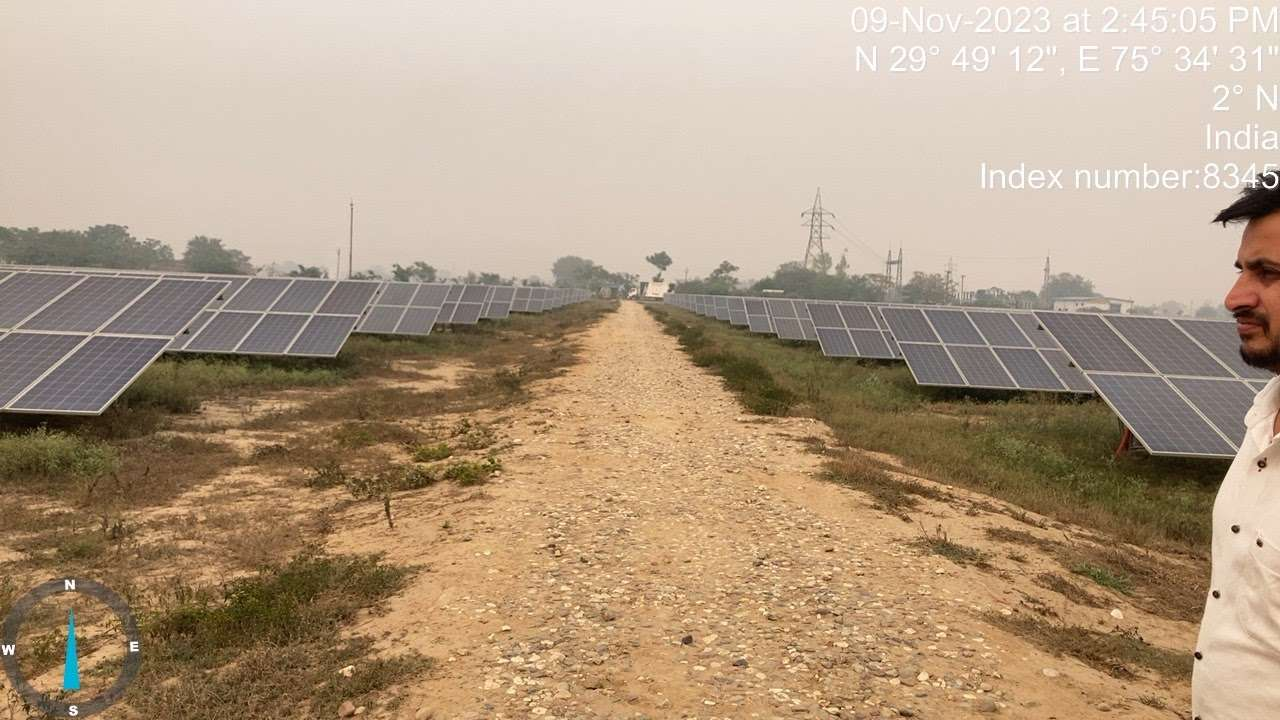 09-Nov-2023 at 2:45:05 PM
N 29° 49' 12", E 75° 34' 31"
2° N
India
Index number:8345
N
W E
S